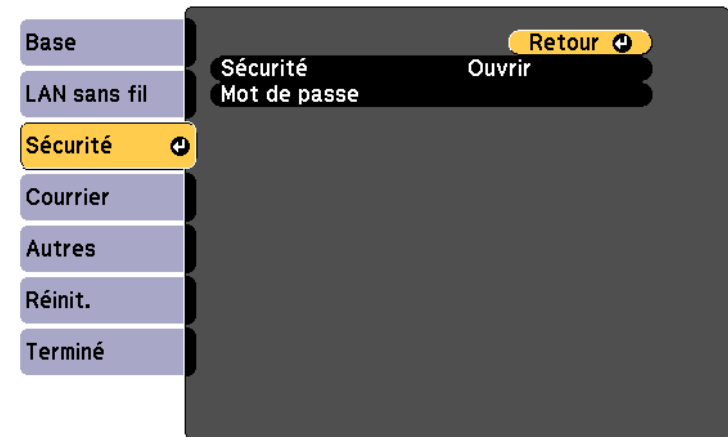 Base
LAN sans fil
Sécurité
Courrier
Autres
Réinit.
Terminé
Retour
Sécurité Ouvrir
Mot de passe